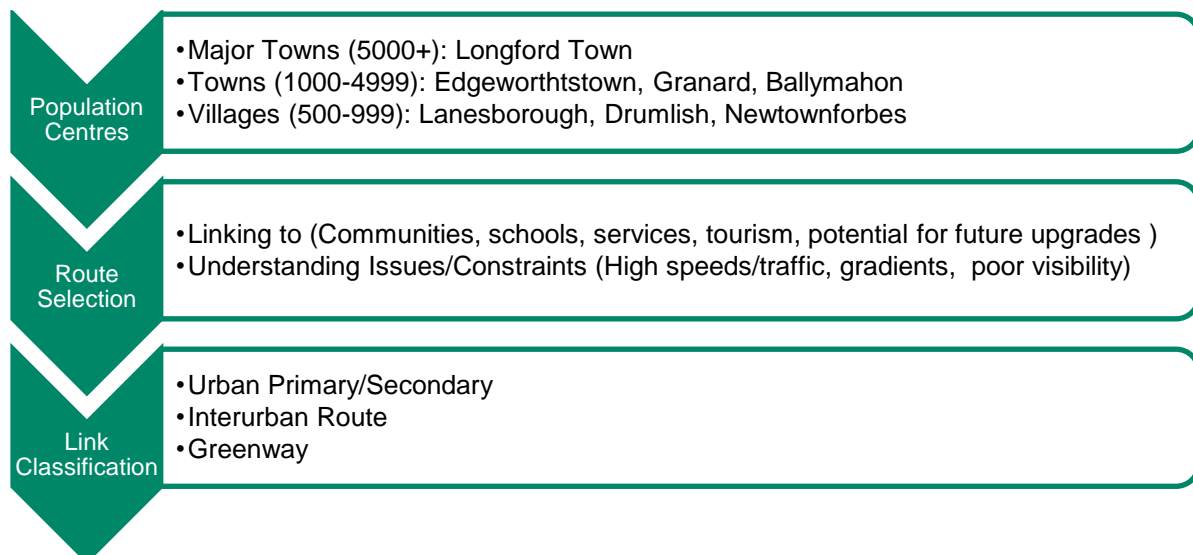 Population
Centres
•Major Towns (5000+): Longford Town
•Towns (1000-4999): Edgeworthtstown, Granard, Ballymahon
•Villages (500-999): Lanesborough, Drumlish, Newtownforbes
Route
Selection
•Linking to (Communities, schools, services, tourism, potential for future upgrades )
•Understanding Issues/Constraints (High speeds/traffic, gradients,  poor visibility)
Link
Classification
•Urban Primary/Secondary
•Interurban Route
•Greenway